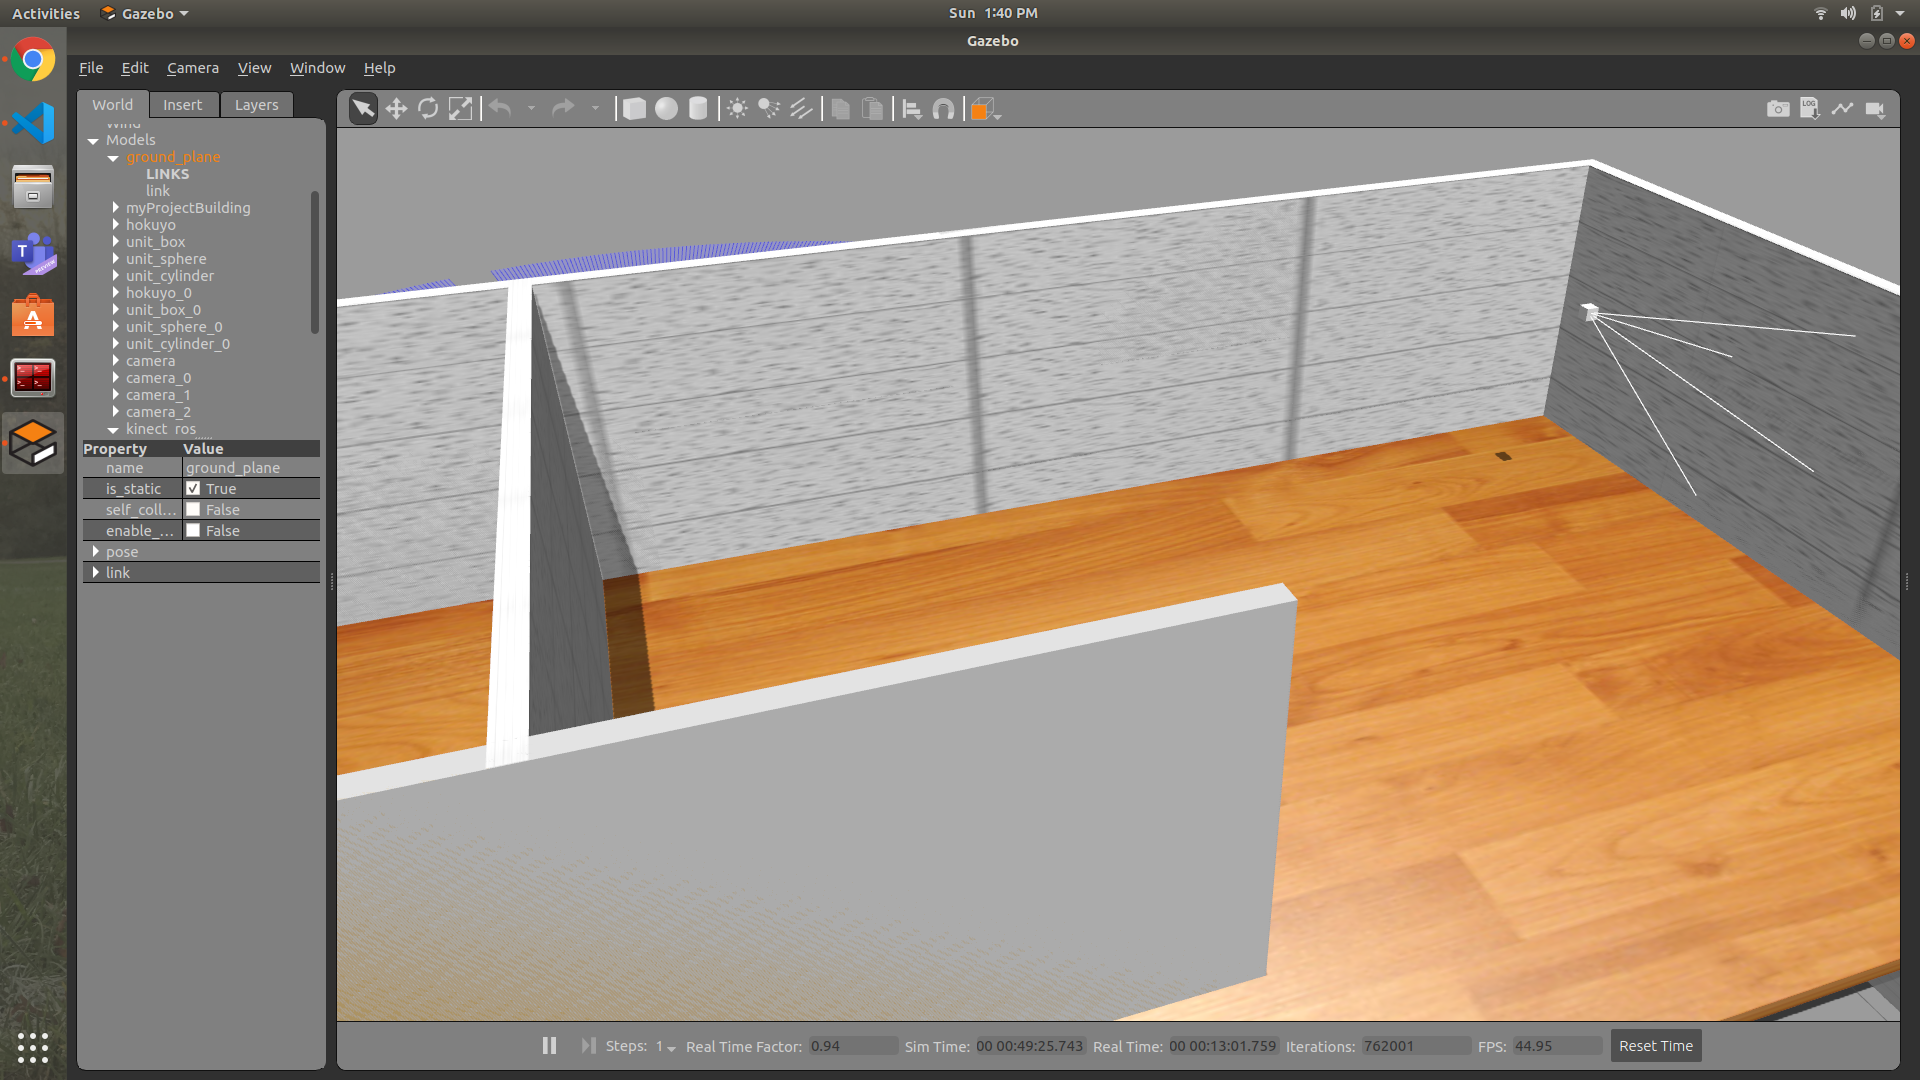 Activities Gazebo Sun 1:40 PM
Gazebo
File Edit Camera View Window Help
World Insert Layers
Wind
Models
ground_plane
LINKS
link
myProjectBuilding
hokuyo
unit_box
unit_sphere
unit_cylinder
hokuyo_0
unit_box_0
unit_sphere_0
unit_cylinder_0
camera
camera_0
camera_1
camera_2
kinect_ros
Property Value
name ground_plane
is_static True
self_coll... False
enable_... False
pose
link
LOG
T
PREVIEW
Steps: 1 Real Time Factor: 0.94 Sim Time: 00 00:49:25.743 Real Time: 00 00:13:01.759 Iterations: 762001 FPS: 44.95 Reset Time